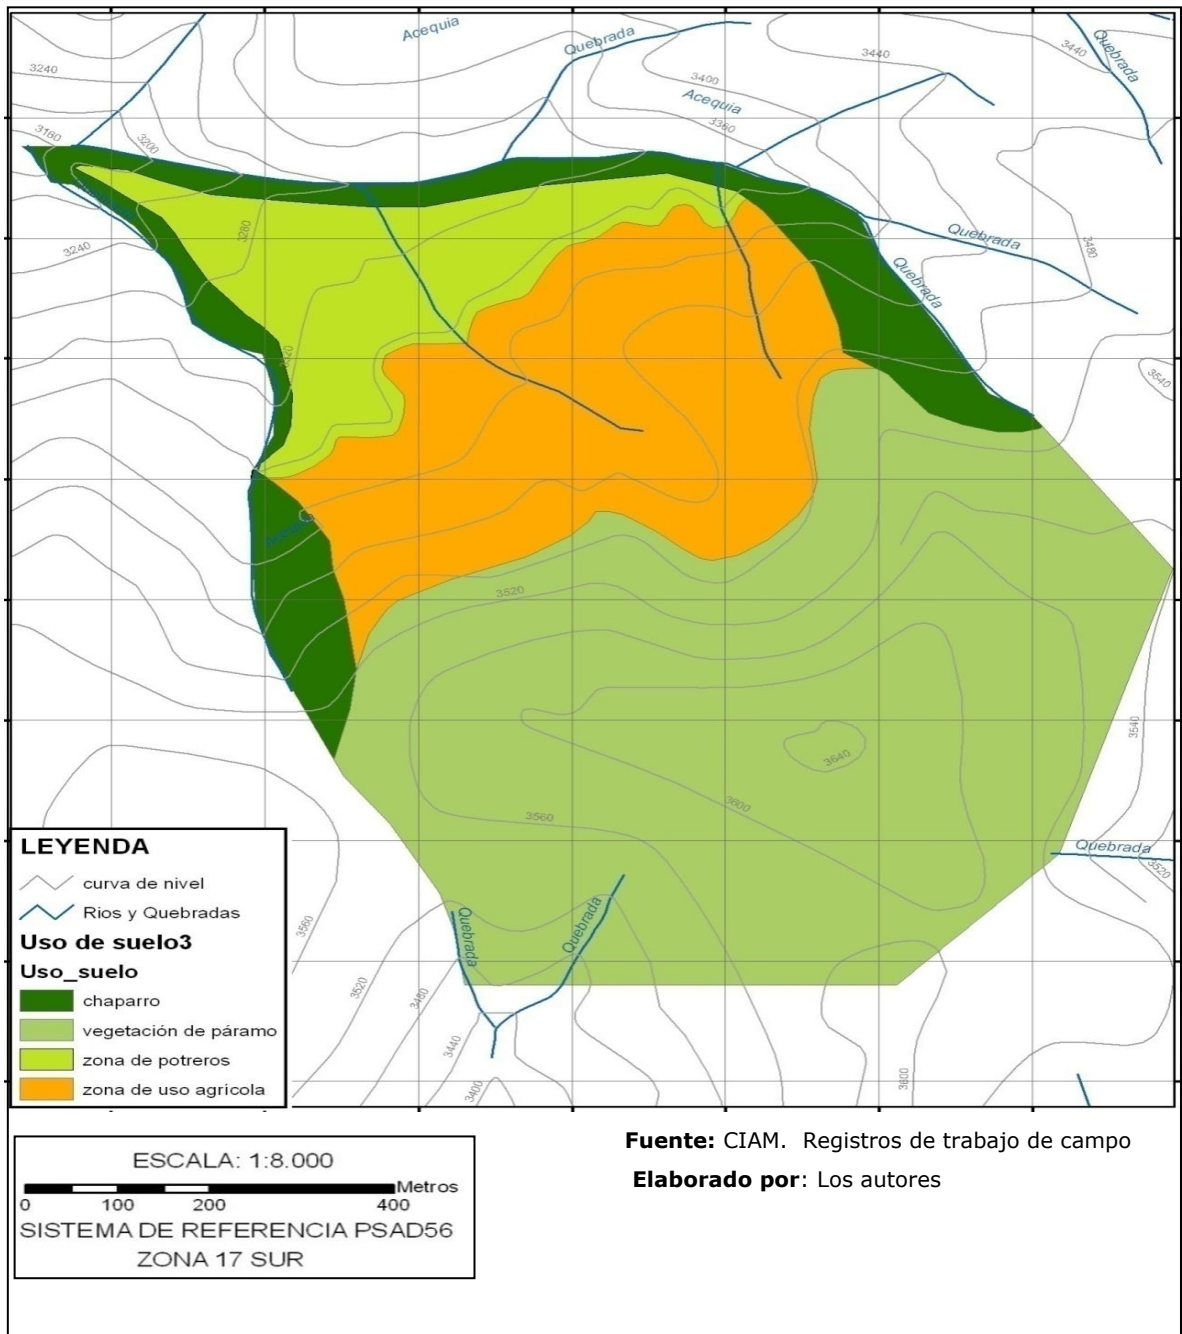 Acequia
Quebrada
3440
3440
Quebrada
3240
3400
Acequia
3360
3160
3200
3280
3240
Quebrada
3480
Quebrada
3540
3520
3640
3540
3600
3560
Quebrada
3520
LEYENDA
curva de nivel
Rios y Quebradas
Uso de suelo3
Uso_suelo
chaparro
vegetación de páramo
zona de potreros
zona de uso agricola
3560
3520
3480
3440
3400
Quebrada
Quebrada
3600
ESCALA: 1:8.000
Metros
0 100 200 400
SISTEMA DE REFERENCIA PSAD56
ZONA 17 SUR
Fuente: CIAM. Registros de trabajo de campo
Elaborado por: Los autores